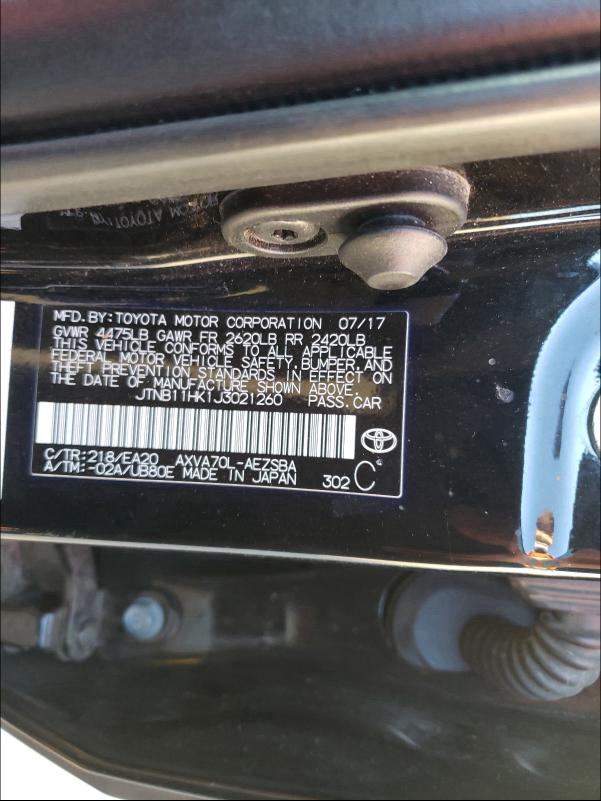 MFD. BY: TOYOTA MOTOR CORPORATION 07/17
GVWR 4475LB GAWR FR 2620LB RR 2420LB
THIS VEHICLE CONFORMS TO ALL APPLICABLE
FEDERAL MOTOR VEHICLE SAFETY, BUMPER, AND
THEFT PREVENTION STANDARDS IN EFFECT ON
THE DATE OF MANUFACTURE SHOWN ABOVE.
JTNB11HK1J3021260 PASS. CAR
C/TR: 218/EA20 AXVA70L-AEZSBA
A/TM: -02A/UB80E MADE IN JAPAN 302 C